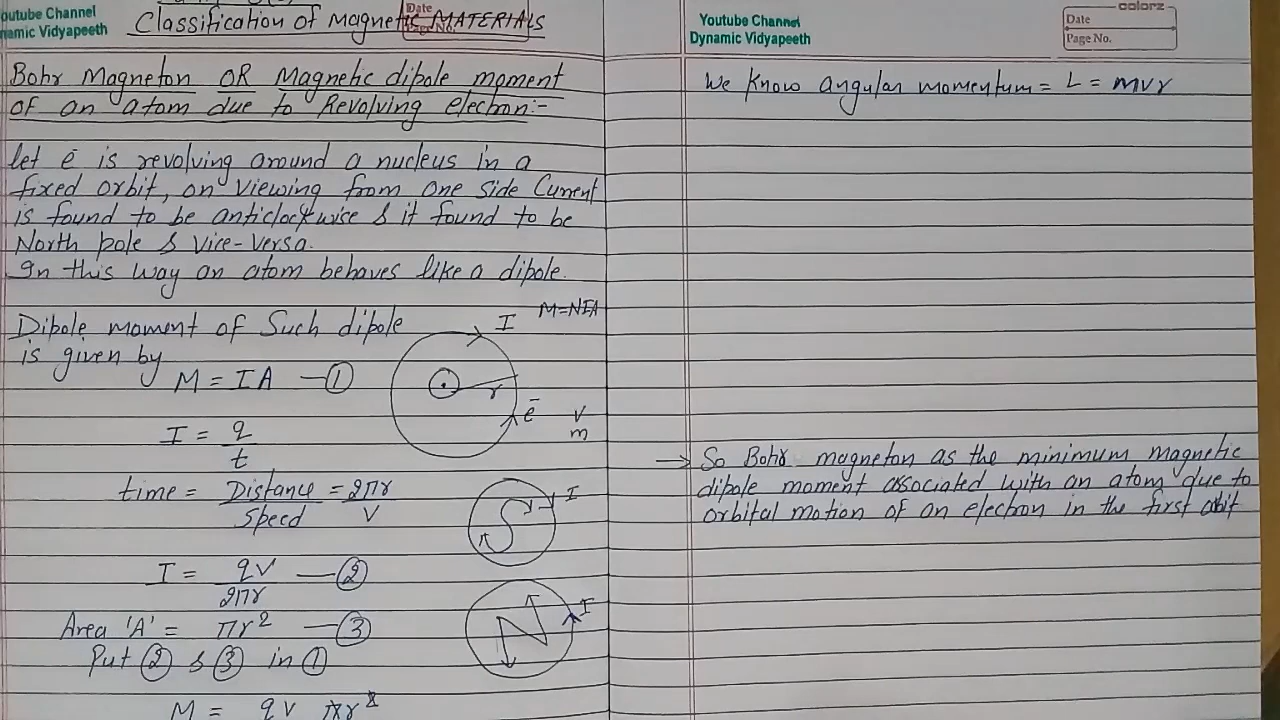 Youtube Channel
Dynamic Vidyapeeth
Classification of Magnetic MATERIALS
Date
Page No.
Bohr Magneton OR Magnetic dipole moment
of an atom due to Revolving electron:-
let ē is revolving around a nucleus in a
fixed orbit, on viewing from one side Current
is found to be anticlockwise & it found to be
North pole & Vice-Versa.
In this way an atom behaves like a dipole.
Dipole moment of Such dipole
is given by
M = IA —①
M=NIA
I
r
ē
V
m
I = q/t
time = Distance/Speed = 2πr/V
I
S
I = qV/2πr —②
Area 'A' = πr² —③
Put ② & ③ in ①
I
N
M = qV πr²
Youtube Channel
Dynamic Vidyapeeth
colorz
Date
Page No.
We Know angular momentum = L = mvr
→ So Bohr magneton as the minimum magnetic
dipole moment associated with an atom due to
orbital motion of an electron in the first orbit